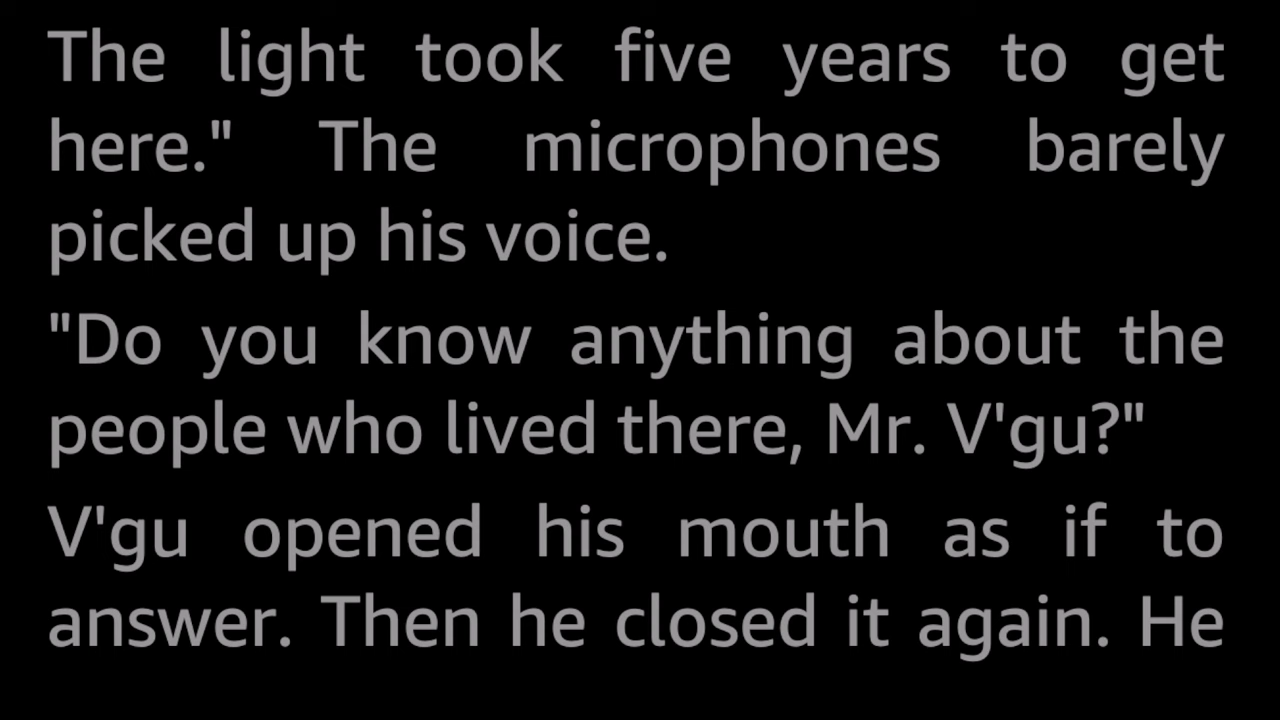 The light took five years to get
here." The microphones barely
picked up his voice.
"Do you know anything about the
people who lived there, Mr. V'gu?"
V'gu opened his mouth as if to
answer. Then he closed it again. He